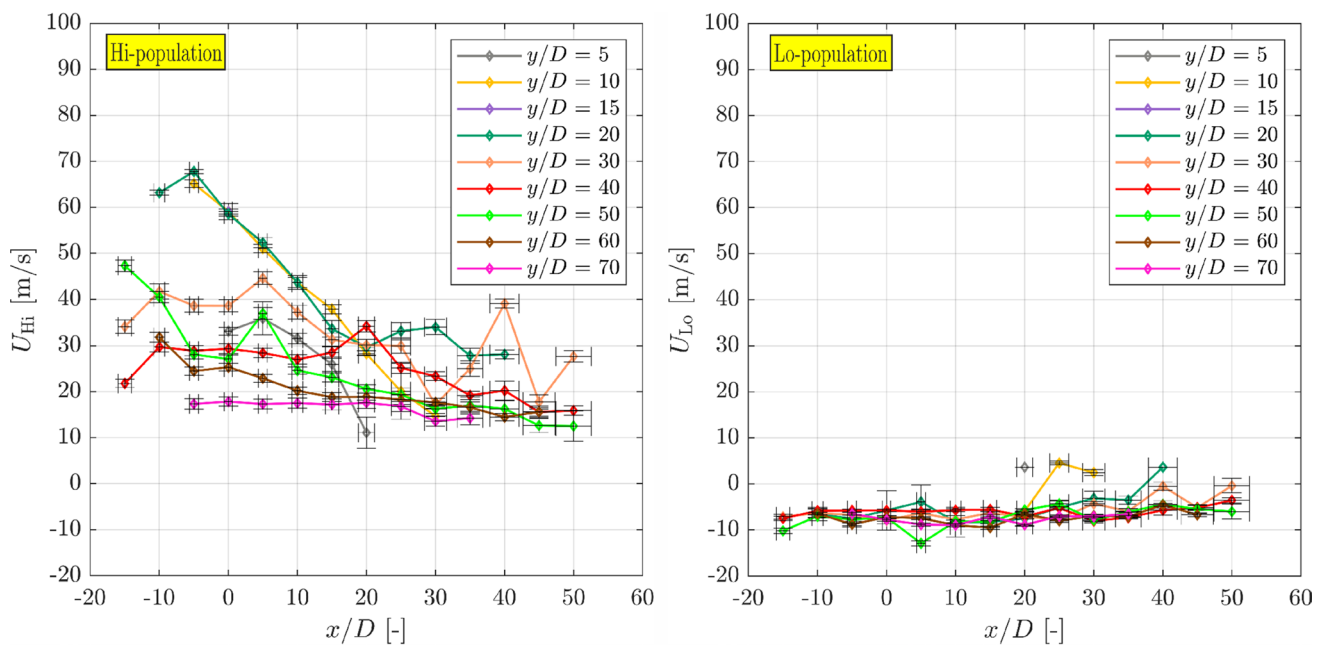 100
90
80
70
60
50
40
30
20
10
0
-10
-20
Hi-population
y/D = 5
y/D = 10
y/D = 15
y/D = 20
y/D = 30
y/D = 40
y/D = 50
y/D = 60
y/D = 70
U_Hi [m/s]
-20 -10 0 10 20 30 40 50 60
x/D [-]
100
90
80
70
60
50
40
30
20
10
0
-10
-20
Lo-population
y/D = 5
y/D = 10
y/D = 15
y/D = 20
y/D = 30
y/D = 40
y/D = 50
y/D = 60
y/D = 70
U_Lo [m/s]
-20 -10 0 10 20 30 40 50 60
x/D [-]